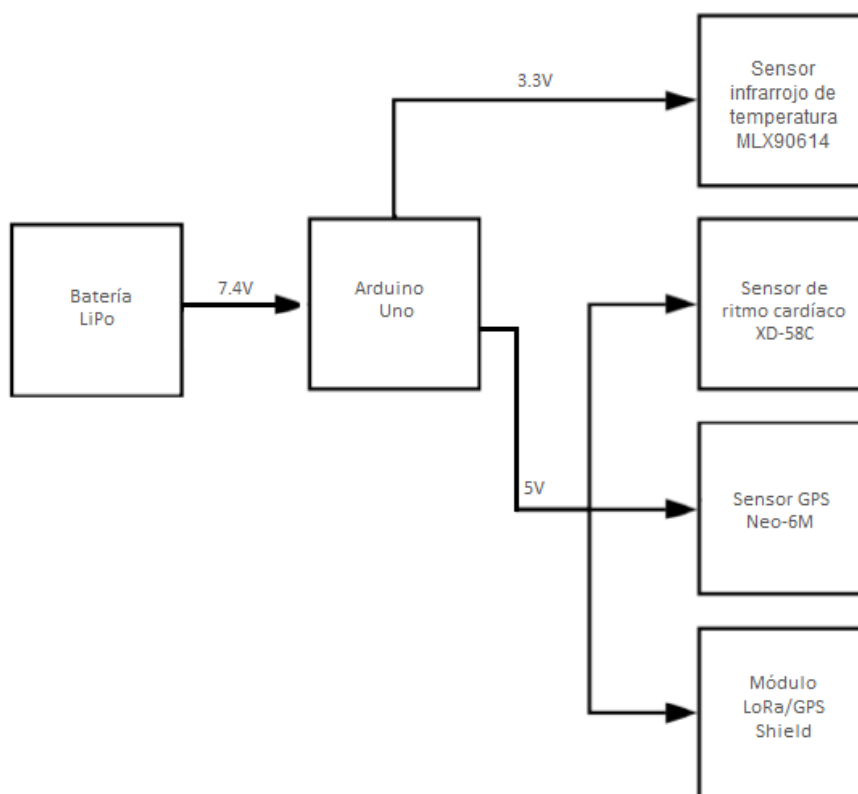 Sensor
infrarrojo de
temperatura
MLX90614
3.3V
Batería
LiPo
7.4V
Arduino
Uno
Sensor de
ritmo cardíaco
XD-58C
5V
Sensor GPS
Neo-6M
Módulo
LoRa/GPS
Shield